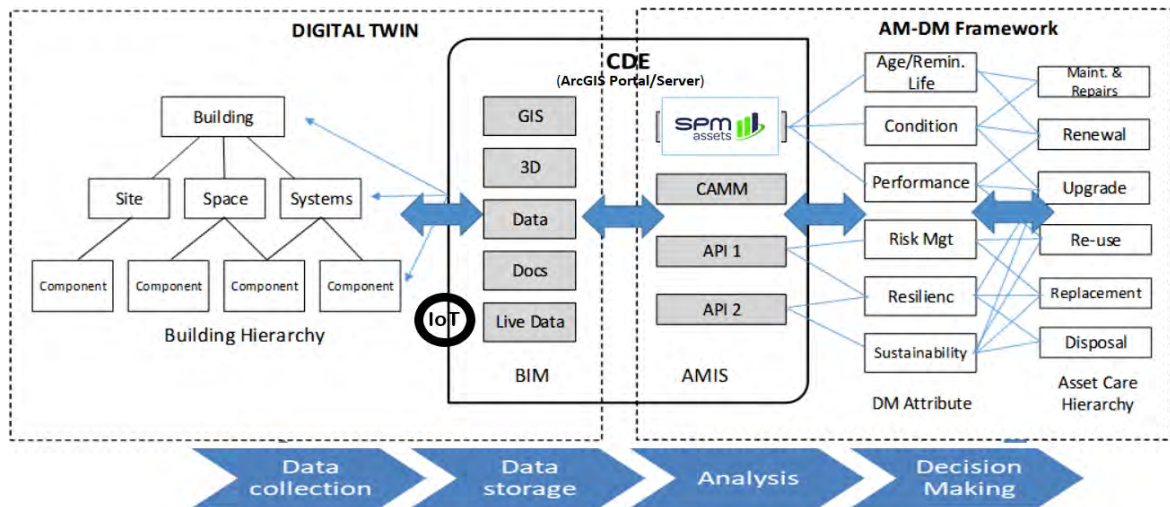 DIGITAL TWIN
AM-DM Framework
CDE
(ArcGIS Portal/Server)
Building
Site
Space
Systems
Component
Component
Component
Component
Building Hierarchy
IoT
GIS
3D
Data
Docs
Live Data
BIM
SPM
assets
CAMM
API 1
API 2
AMIS
Age/Remin.
Life
Condition
Performance
Risk Mgt
Resilienc
Sustainability
DM Attribute
Maint. &
Repairs
Renewal
Upgrade
Re-use
Replacement
Disposal
Asset Care
Hierarchy
Data
collection
Data
storage
Analysis
Decision
Making